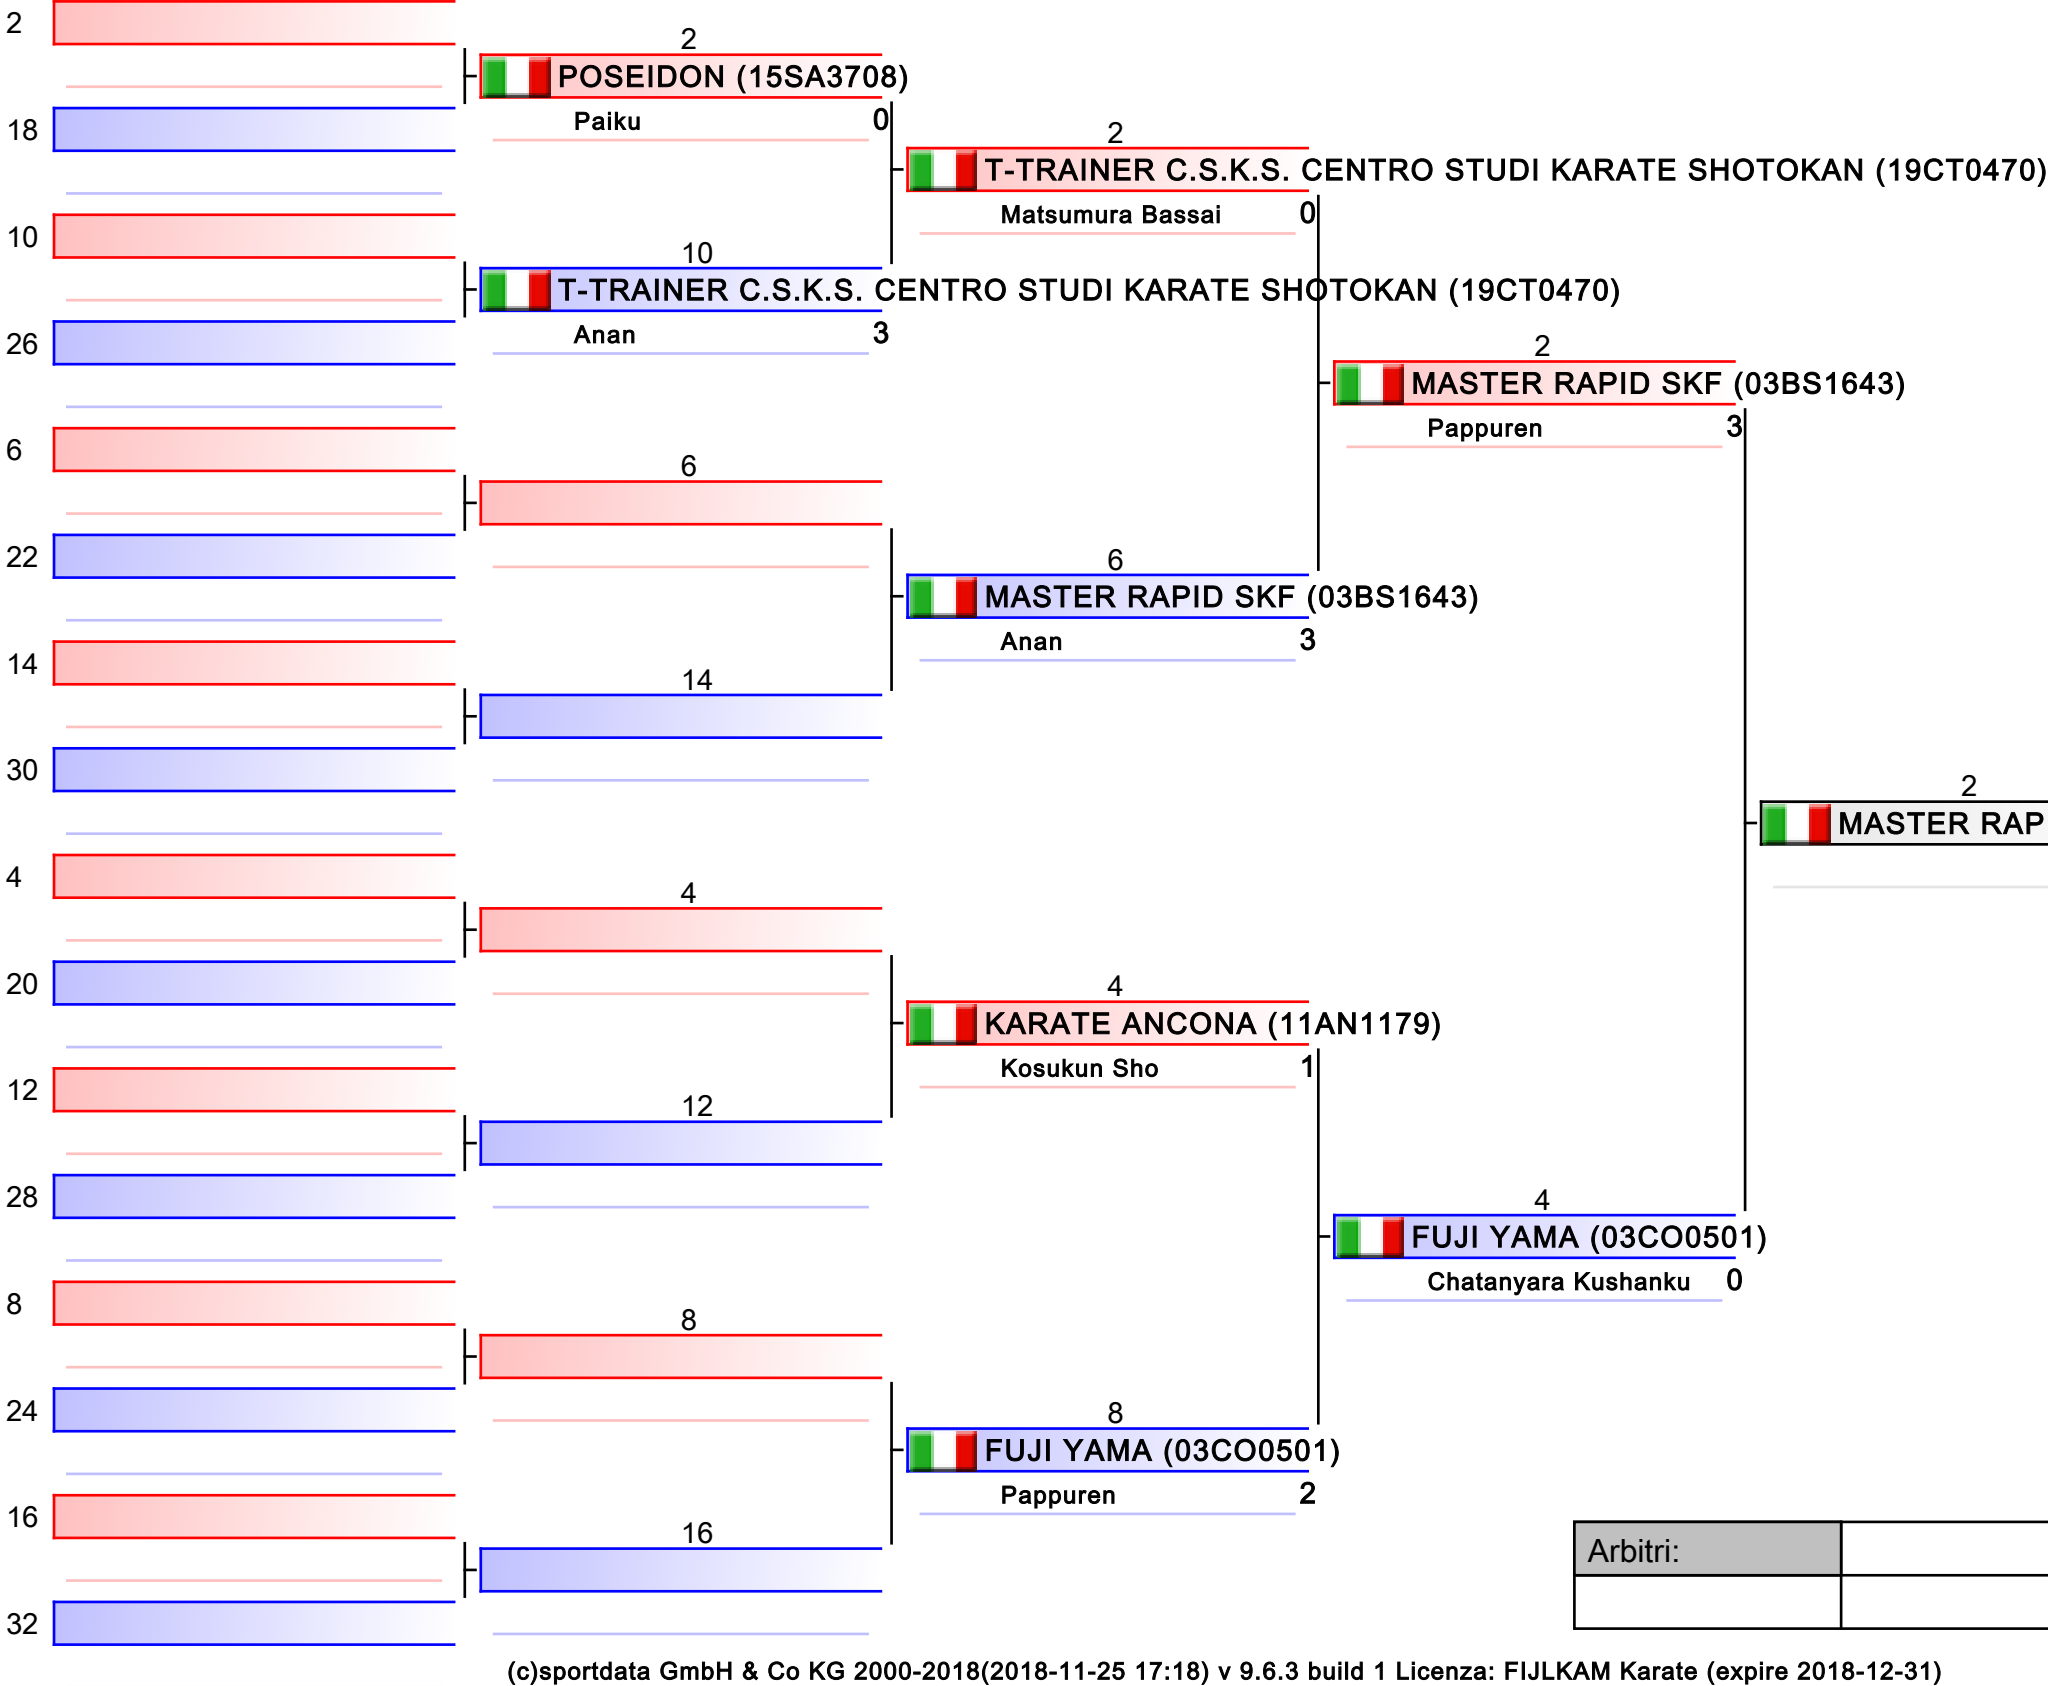 2
2
POSEIDON (15SA3708)
Paiku 0
18
2
T-TRAINER C.S.K.S. CENTRO STUDI KARATE SHOTOKAN (19CT0470)
Matsumura Bassai 0
10
10
T-TRAINER C.S.K.S. CENTRO STUDI KARATE SHOTOKAN (19CT0470)
Anan 3
26
2
MASTER RAPID SKF (03BS1643)
Pappuren 3
6
6
22
6
MASTER RAPID SKF (03BS1643)
Anan 3
14
14
30
2
MASTER RAP
4
4
20
4
KARATE ANCONA (11AN1179)
Kosukun Sho 1
12
12
28
4
FUJI YAMA (03CO0501)
Chatanyara Kushanku 0
8
8
24
8
FUJI YAMA (03CO0501)
Pappuren 2
16
16
Arbitri:
32
(c)sportdata GmbH & Co KG 2000-2018(2018-11-25 17:18) v 9.6.3 build 1 Licenza: FIJLKAM Karate (expire 2018-12-31)